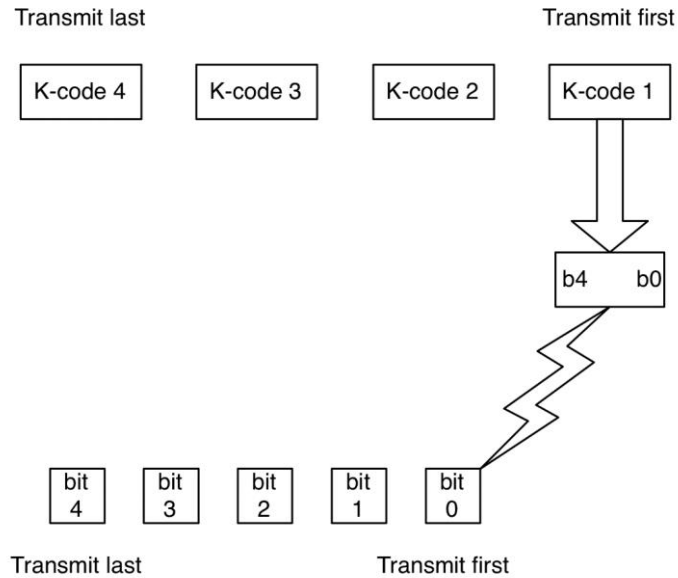 Transmit last
Transmit first
K-code 4
K-code 3
K-code 2
K-code 1
b4 b0
bit
4
bit
3
bit
2
bit
1
bit
0
Transmit last
Transmit first